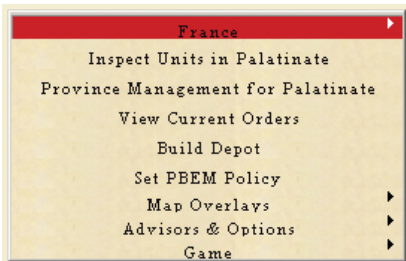 France
Inspect Units in Palatinate
Province Management for Palatinate
View Current Orders
Build Depot
Set PBEM Policy
Map Overlays
Advisors & Options
Game